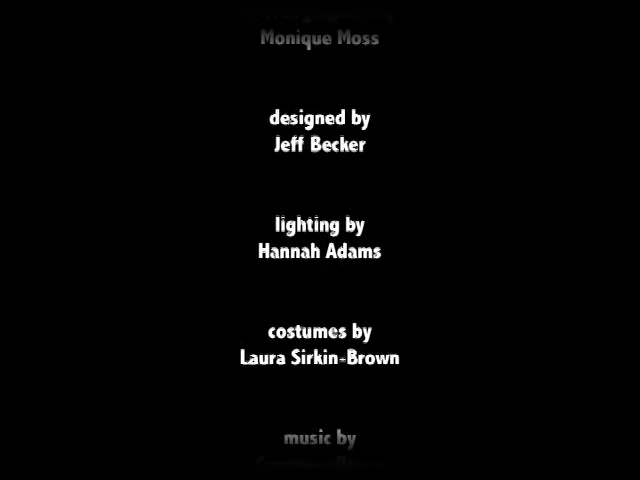 Monique Moss
designed by
Jeff Becker
lighting by
Hannah Adams
costumes by
Laura Sirkin-Brown
music by